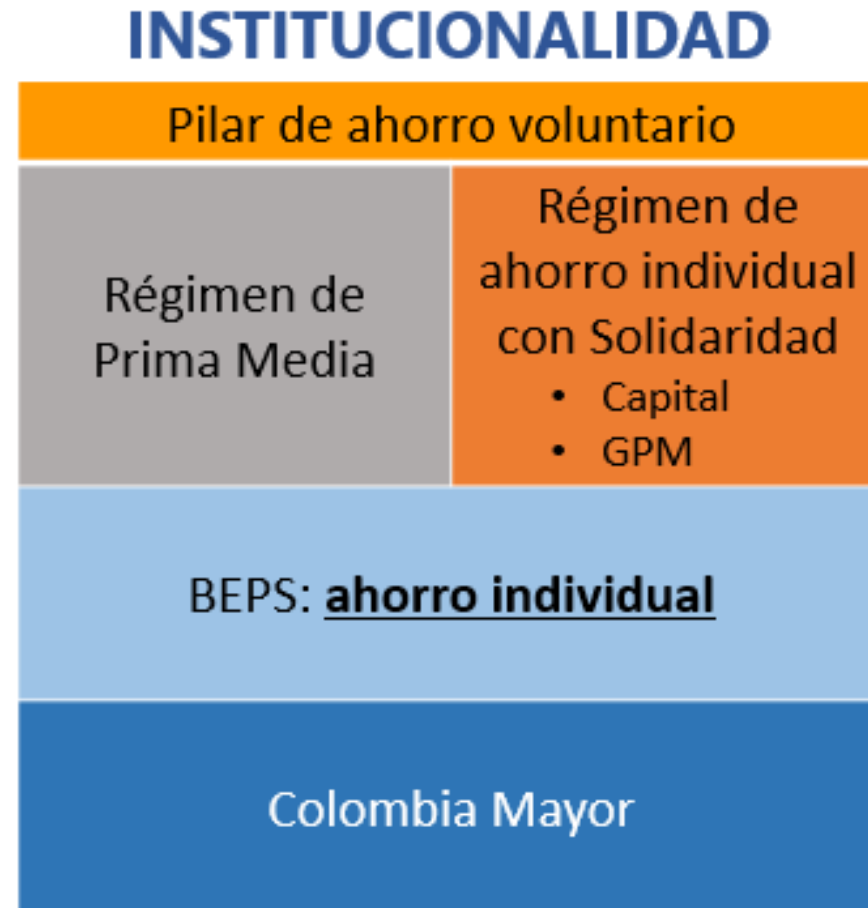 INSTITUCIONALIDAD
Pilar de ahorro voluntario
Régimen de
Prima Media
Régimen de
ahorro individual
con Solidaridad
• Capital
• GPM
BEPS: ahorro individual
Colombia Mayor